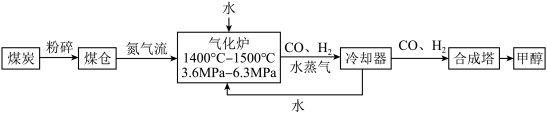 水
煤炭
粉碎
煤仓
氮气流
气化炉
1400℃-1500℃
3.6MPa-6.3MPa
CO、H₂
水蒸气
冷却器
CO、H₂
合成塔
甲醇
水